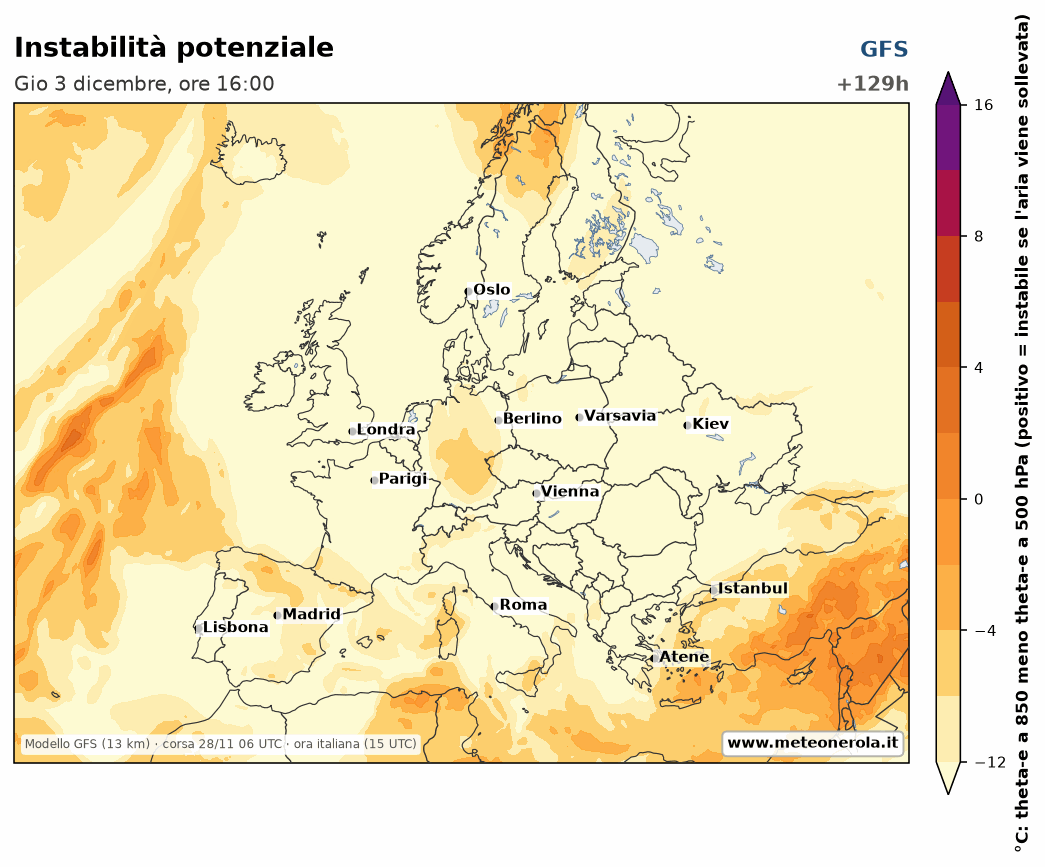 Instabilità potenziale
GFS
Gio 3 dicembre, ore 16:00
+129h
Oslo
Berlino
Varsavia
Londra
Kiev
Parigi
Vienna
Istanbul
Roma
Madrid
Lisbona
Atene
Modello GFS (13 km) · corsa 28/11 06 UTC · ora italiana (15 UTC)
www.meteonerola.it
16
8
4
0
−4
−12
°C: theta-e a 850 meno theta-e a 500 hPa (positivo = instabile se l'aria viene sollevata)